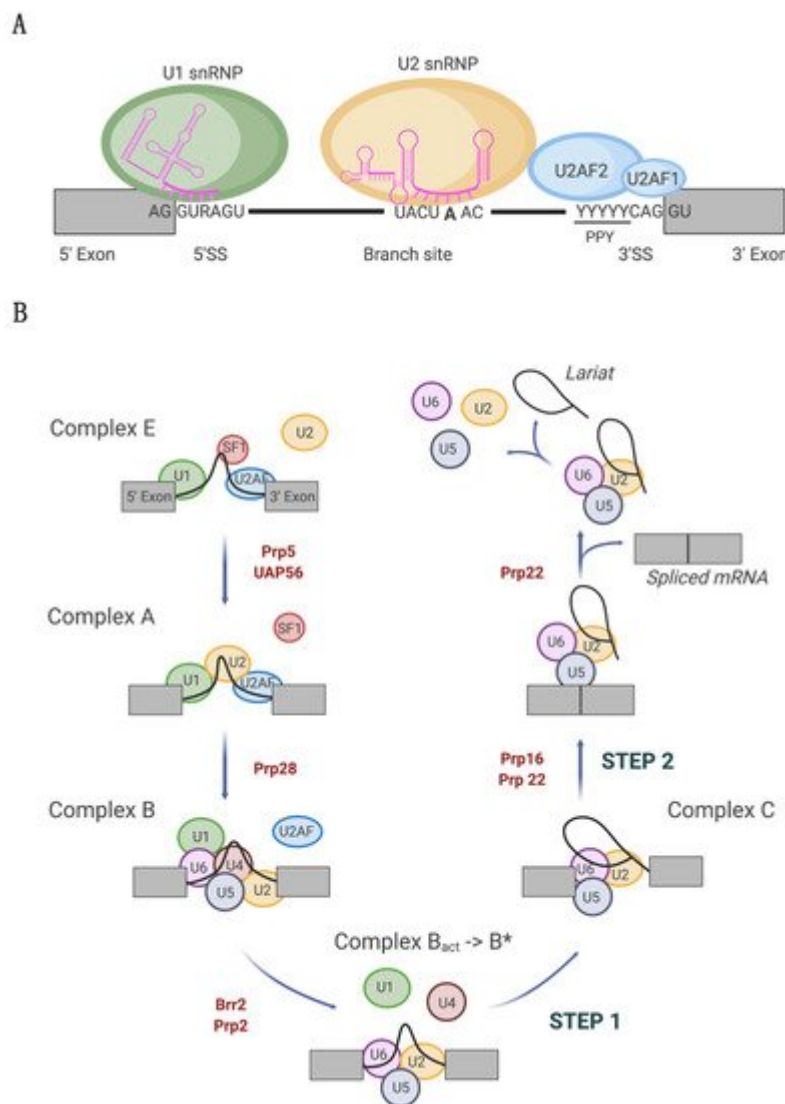 A
U1 snRNP
U2 snRNP
U2AF2
U2AF1
AG GURAGU
UACU A AC
YYYYYCAG GU
PPY
5' Exon
5'SS
Branch site
3'SS
3' Exon
B
Complex E
U2
SF1
U1
U2AF
5' Exon
3' Exon
Prp5
UAP56
Complex A
SF1
U2
U1
U2AF
Prp28
Complex B
U1
U2AF
U6
U4
U5
U2
Brr2
Prp2
Complex Bact -> B*
U1
U4
U6
U2
U5
STEP 1
Complex C
U6
U2
U5
Prp16
Prp 22
STEP 2
U6
U2
U5
Prp22
Spliced mRNA
U6
U2
U5
Lariat
U6
U2
U5